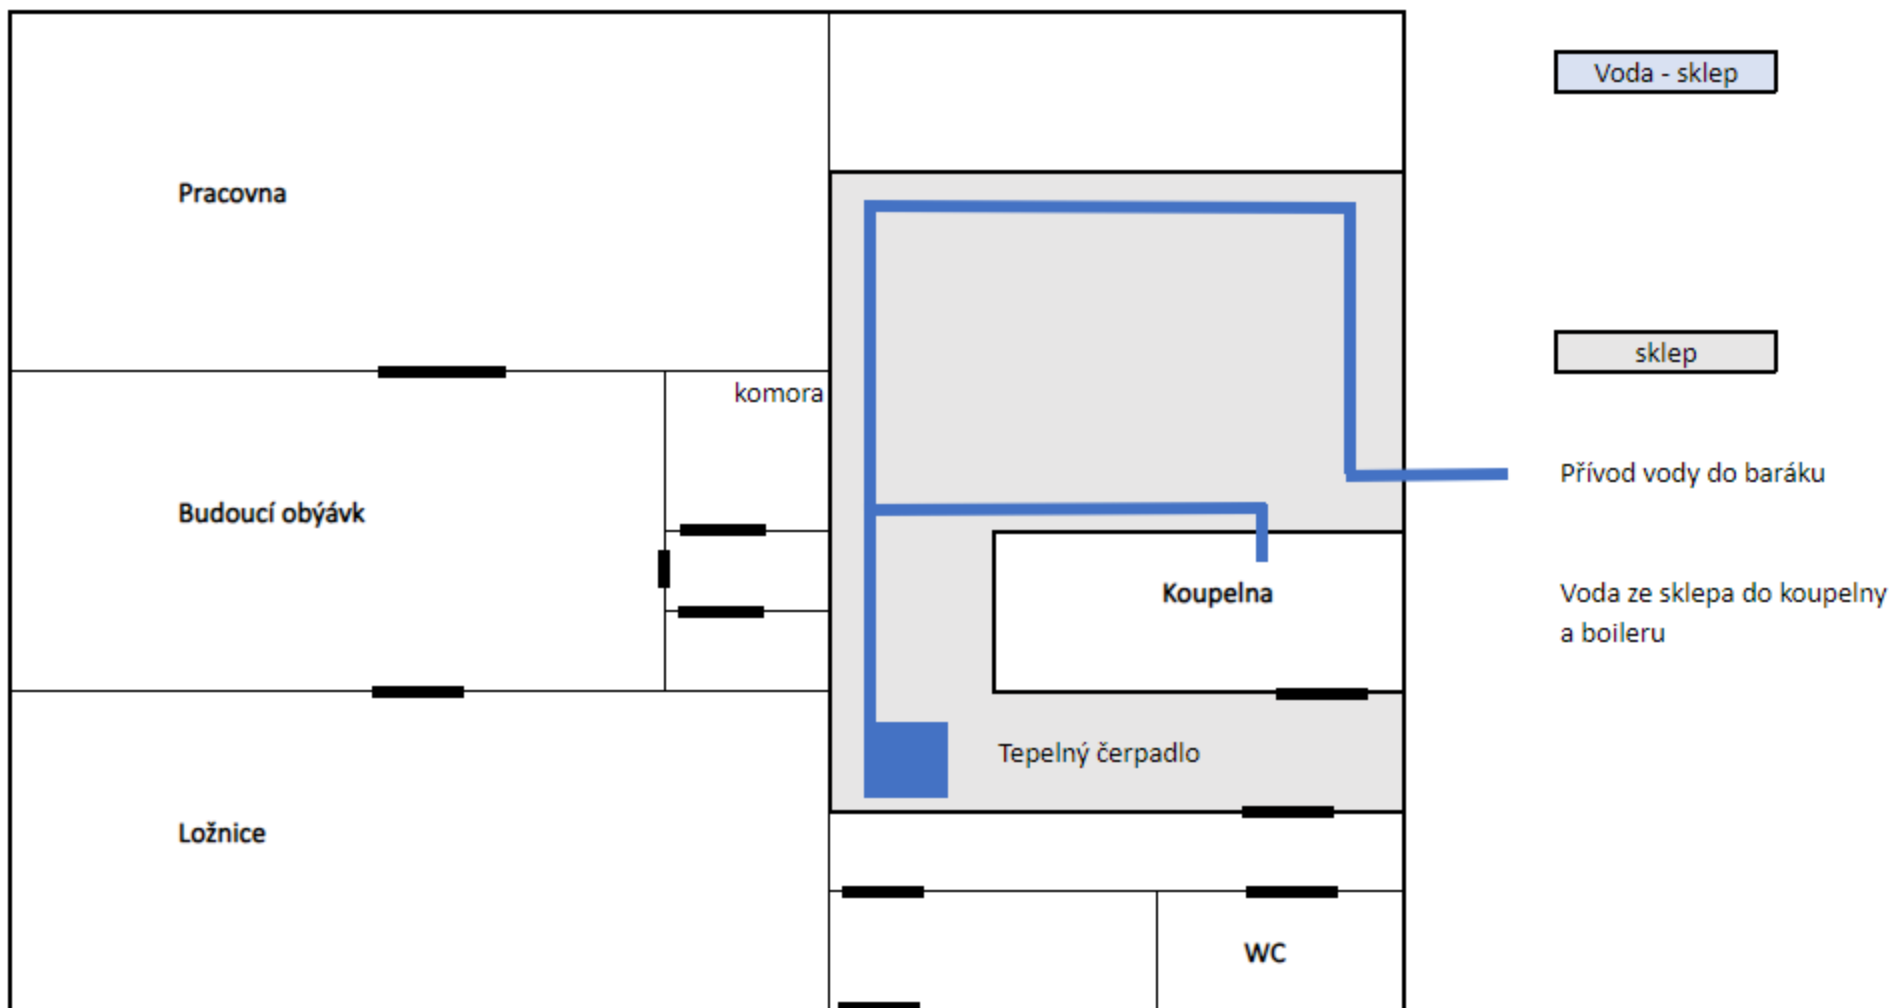 Voda - sklep
Pracovna
sklep
komora
Přívod vody do baráku
Budoucí obýávk
Koupelna
Voda ze sklepa do koupelny
a boileru
Tepelný čerpadlo
Ložnice
WC